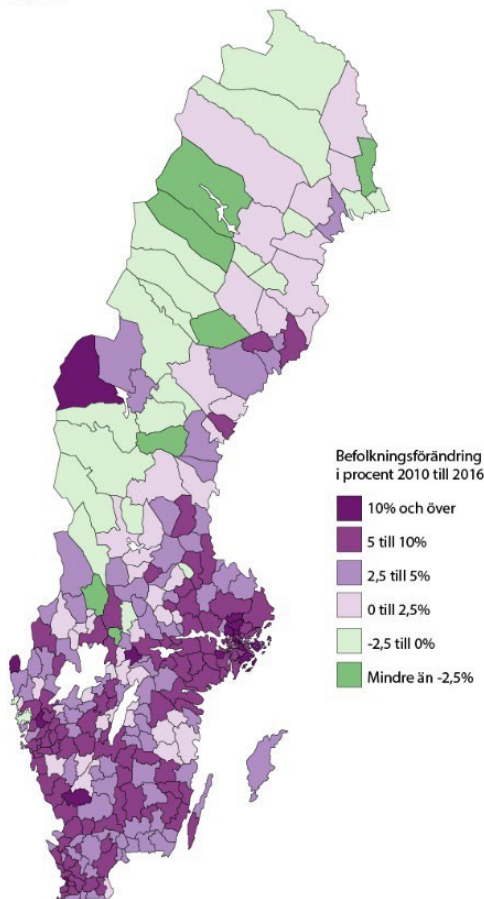 Befolkningsförändring
i procent 2010 till 2016
10% och över
5 till 10%
2,5 till 5%
0 till 2,5%
-2,5 till 0%
Mindre än -2,5%